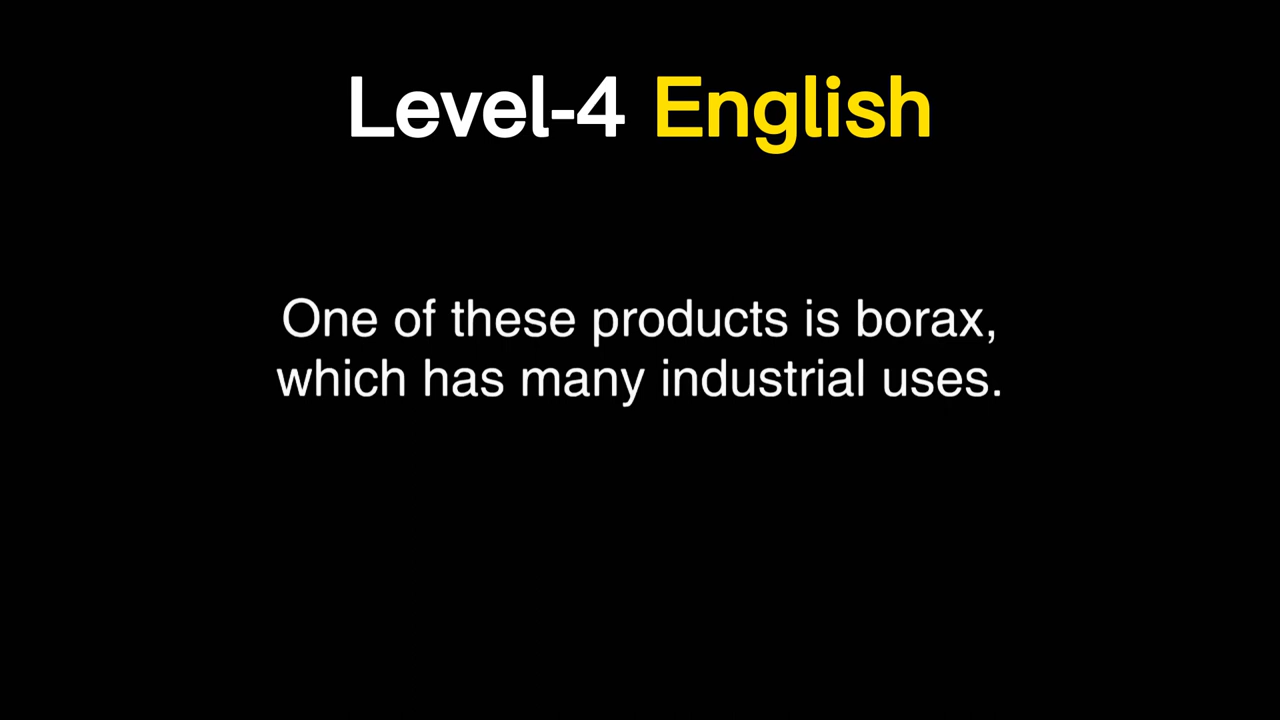 Level-4 English
One of these products is borax,
which has many industrial uses.